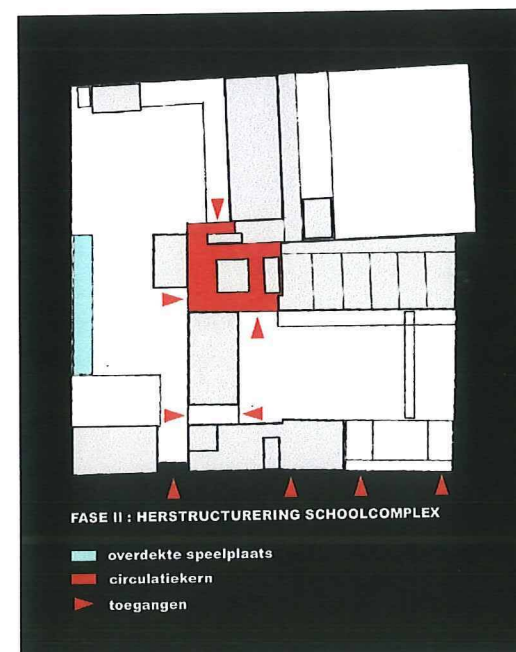 FASE II : HERSTRUCTURERING SCHOOLCOMPLEX
overdekte speelplaats
circulatiekern
toegangen